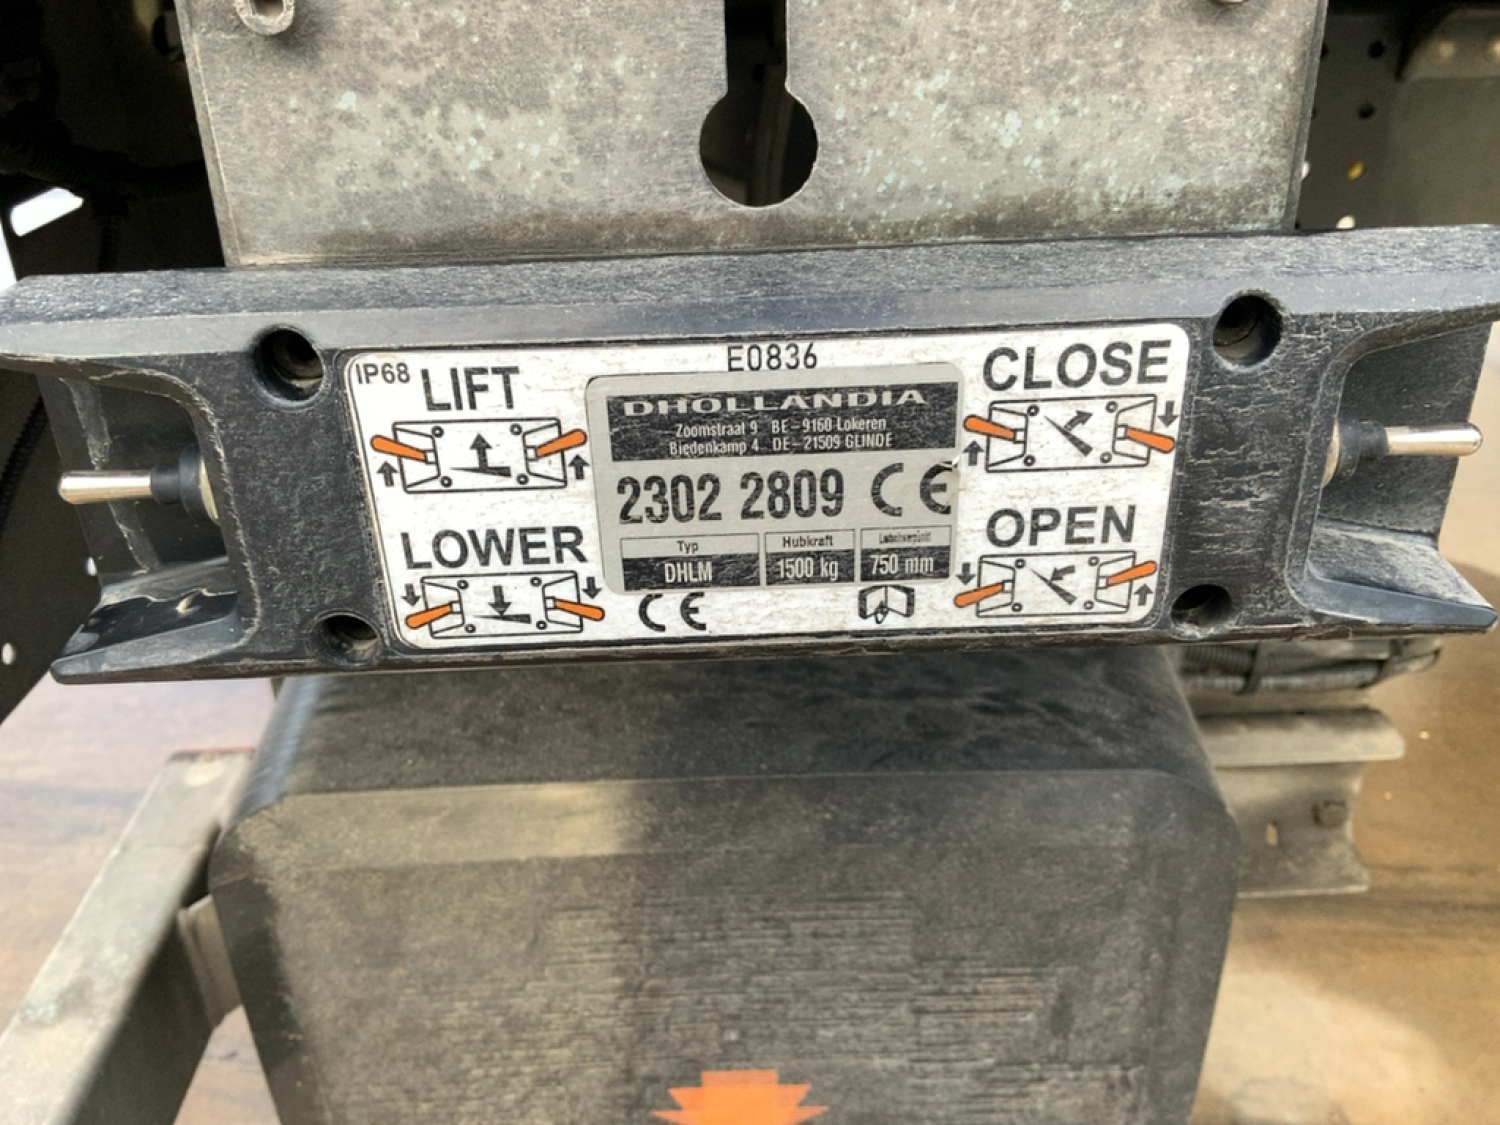 E0836
IP68
LIFT
LOWER
DHOLLANDIA
Zoomstraat 9 BE - 9160 Lokeren
Biedenkamp 4 DE - 21509 GLINDE
2302 2809 CE
Typ
DHLM
Hubkraft
1500 kg
750 mm
CE
CLOSE
OPEN